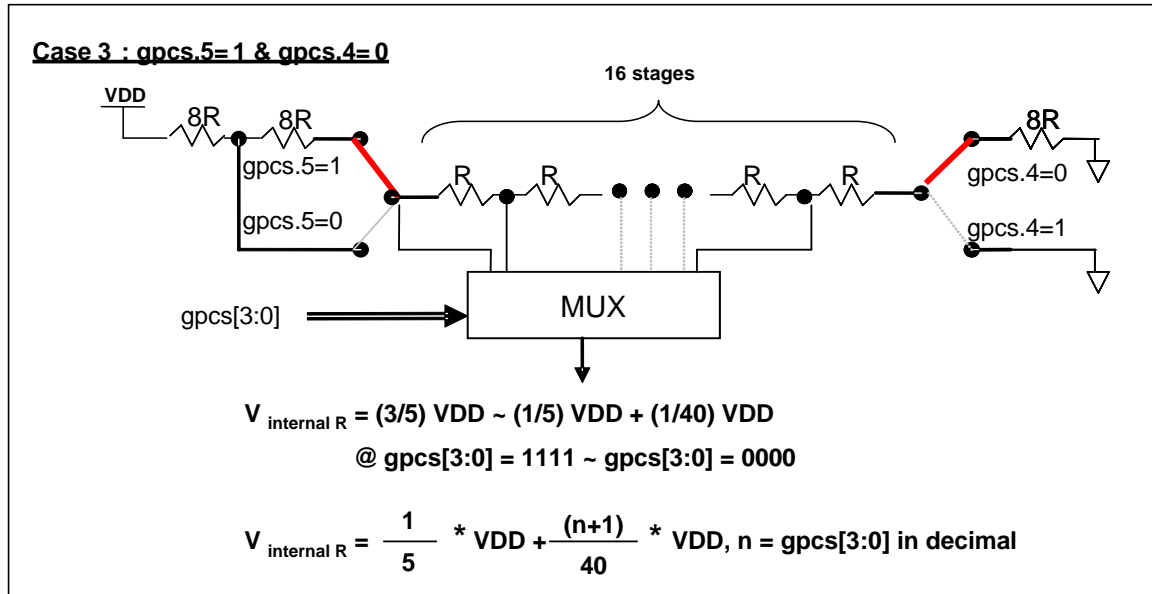 Case 3 : gpcs.5=1 & gpcs.4=0
16 stages
VDD
8R 8R 8R
gpcs.5=1 R R R R gpcs.4=0
gpcs.5=0 gpcs.4=1
MUX
gpcs[3:0]
V internal R = (3/5) VDD ~ (1/5) VDD + (1/40) VDD
@ gpcs[3:0] = 1111 ~ gpcs[3:0] = 0000
V internal R = 1/5 * VDD + (n+1)/40 * VDD, n = gpcs[3:0] in decimal